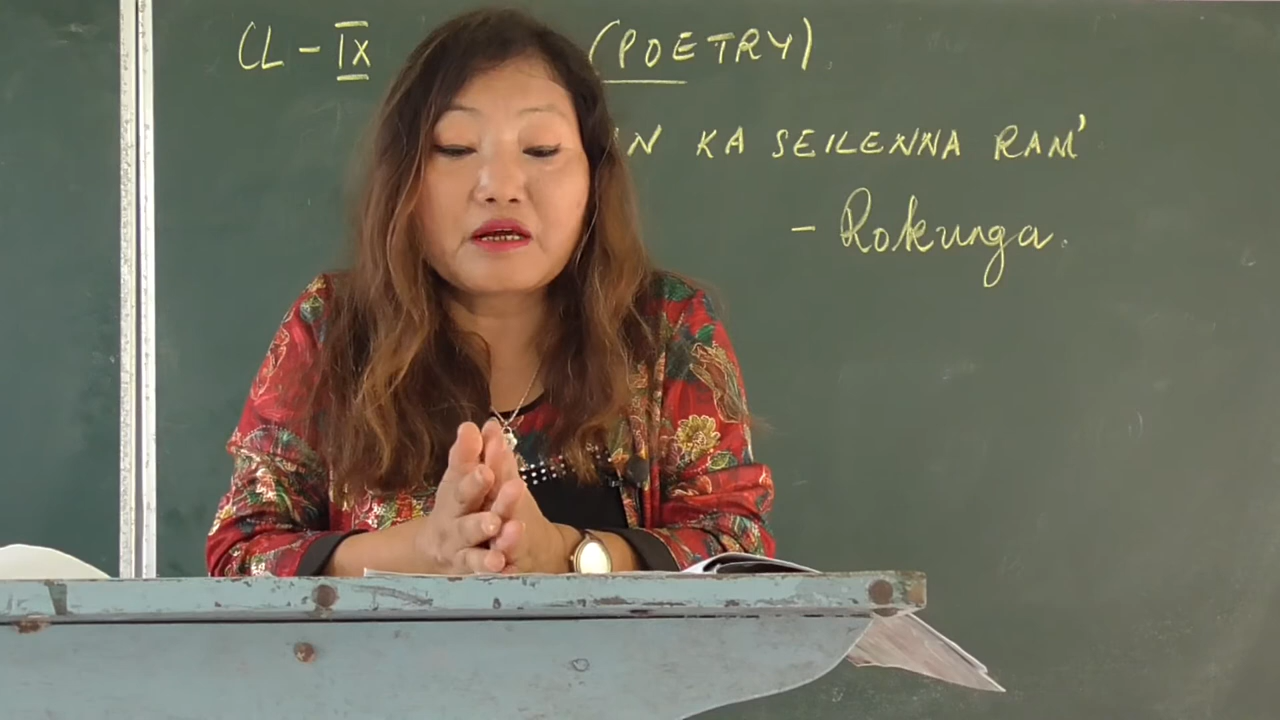 CL - IX (POETRY)
KA SEILENNA RAM'
- Rokunga.